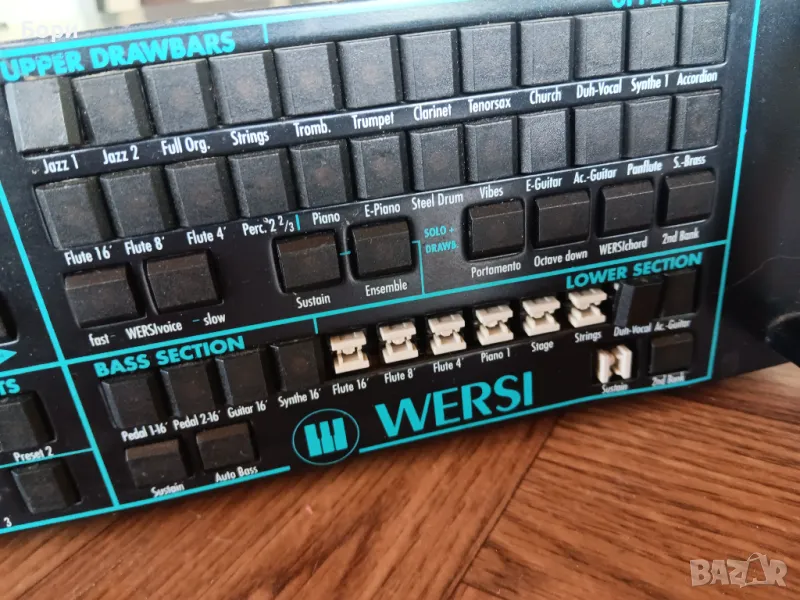 Бори
UPPER DRAWBARS
Jazz 1 Jazz 2 Full Org. Strings Tromb. Trumpet Clarinet Tenorsax Church Duh-Vocal Synthe 1 Accordion
Flute 16' Flute 8' Flute 4' Perc. 2 2/3 Piano E-Piano Steel Drum Vibes E-Guitar Ac.-Guitar Panflute S.-Brass
SOLO +
DRAWB.
fast - WERSIvoice - slow Sustain Ensemble Portamento Octave down WERSIchord 2nd Bank
LOWER SECTION
BASS SECTION
Flute 16' Flute 8' Flute 4' Piano 1 Stage Strings Duh-Vocal Ac.-Guitar
Pedal 1-16' Pedal 2-16' Guitar 16' Synthe 16'
Sustain 2nd Bank
WERSI
Preset 2
Sustain Auto Bass
3
BAZAR